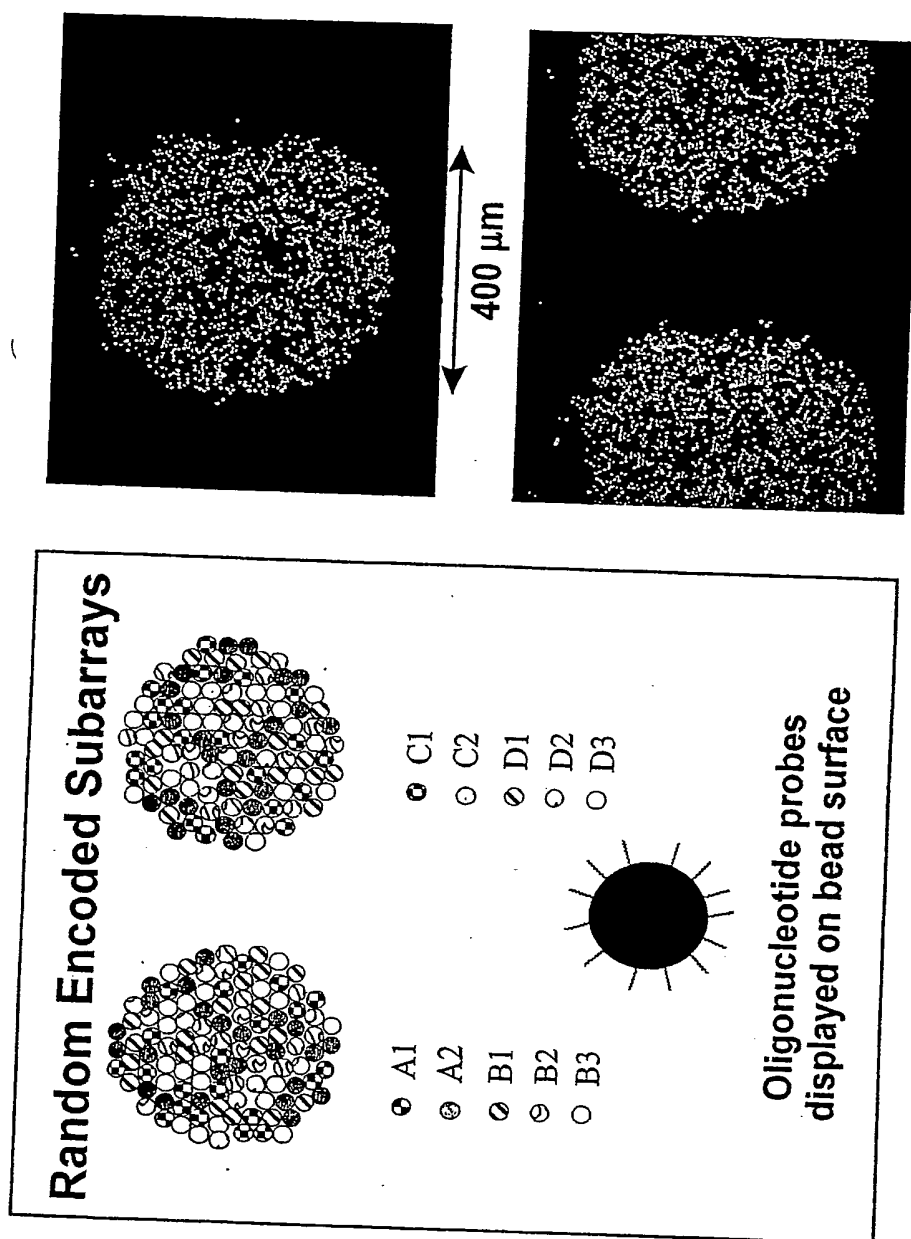 Random Encoded Subarrays
A1
A2
B1
B2
B3
C1
C2
D1
D2
D3
Oligonucleotide probes
displayed on bead surface
400 µm